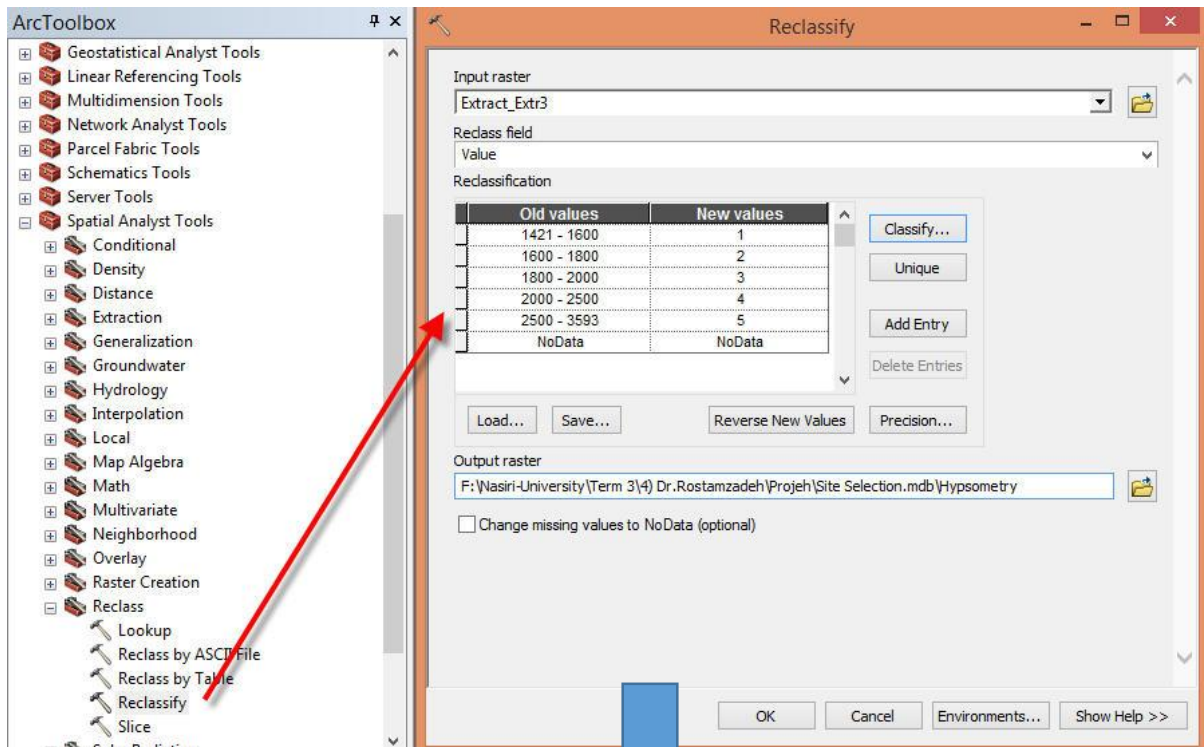 ArcToolbox
Geostatistical Analyst Tools
Linear Referencing Tools
Multidimension Tools
Network Analyst Tools
Parcel Fabric Tools
Schematics Tools
Server Tools
Spatial Analyst Tools
Conditional
Density
Distance
Extraction
Generalization
Groundwater
Hydrology
Interpolation
Local
Map Algebra
Math
Multivariate
Neighborhood
Overlay
Raster Creation
Reclass
Lookup
Reclass by ASCII File
Reclass by Table
Reclassify
Slice
Reclassify
Input raster
Extract_Extr3
Reclass field
Value
Reclassification
Old values New values
1421 - 1600 1
1600 - 1800 2
1800 - 2000 3
2000 - 2500 4
2500 - 3593 5
NoData NoData
Classify...
Unique
Add Entry
Delete Entries
Load... Save... Reverse New Values Precision...
Output raster
F:\Nasiri-University\Term 3\4) Dr.Rostamzadeh\Projeh\Site Selection.mdb\Hypsometry
Change missing values to NoData (optional)
OK Cancel Environments... Show Help >>